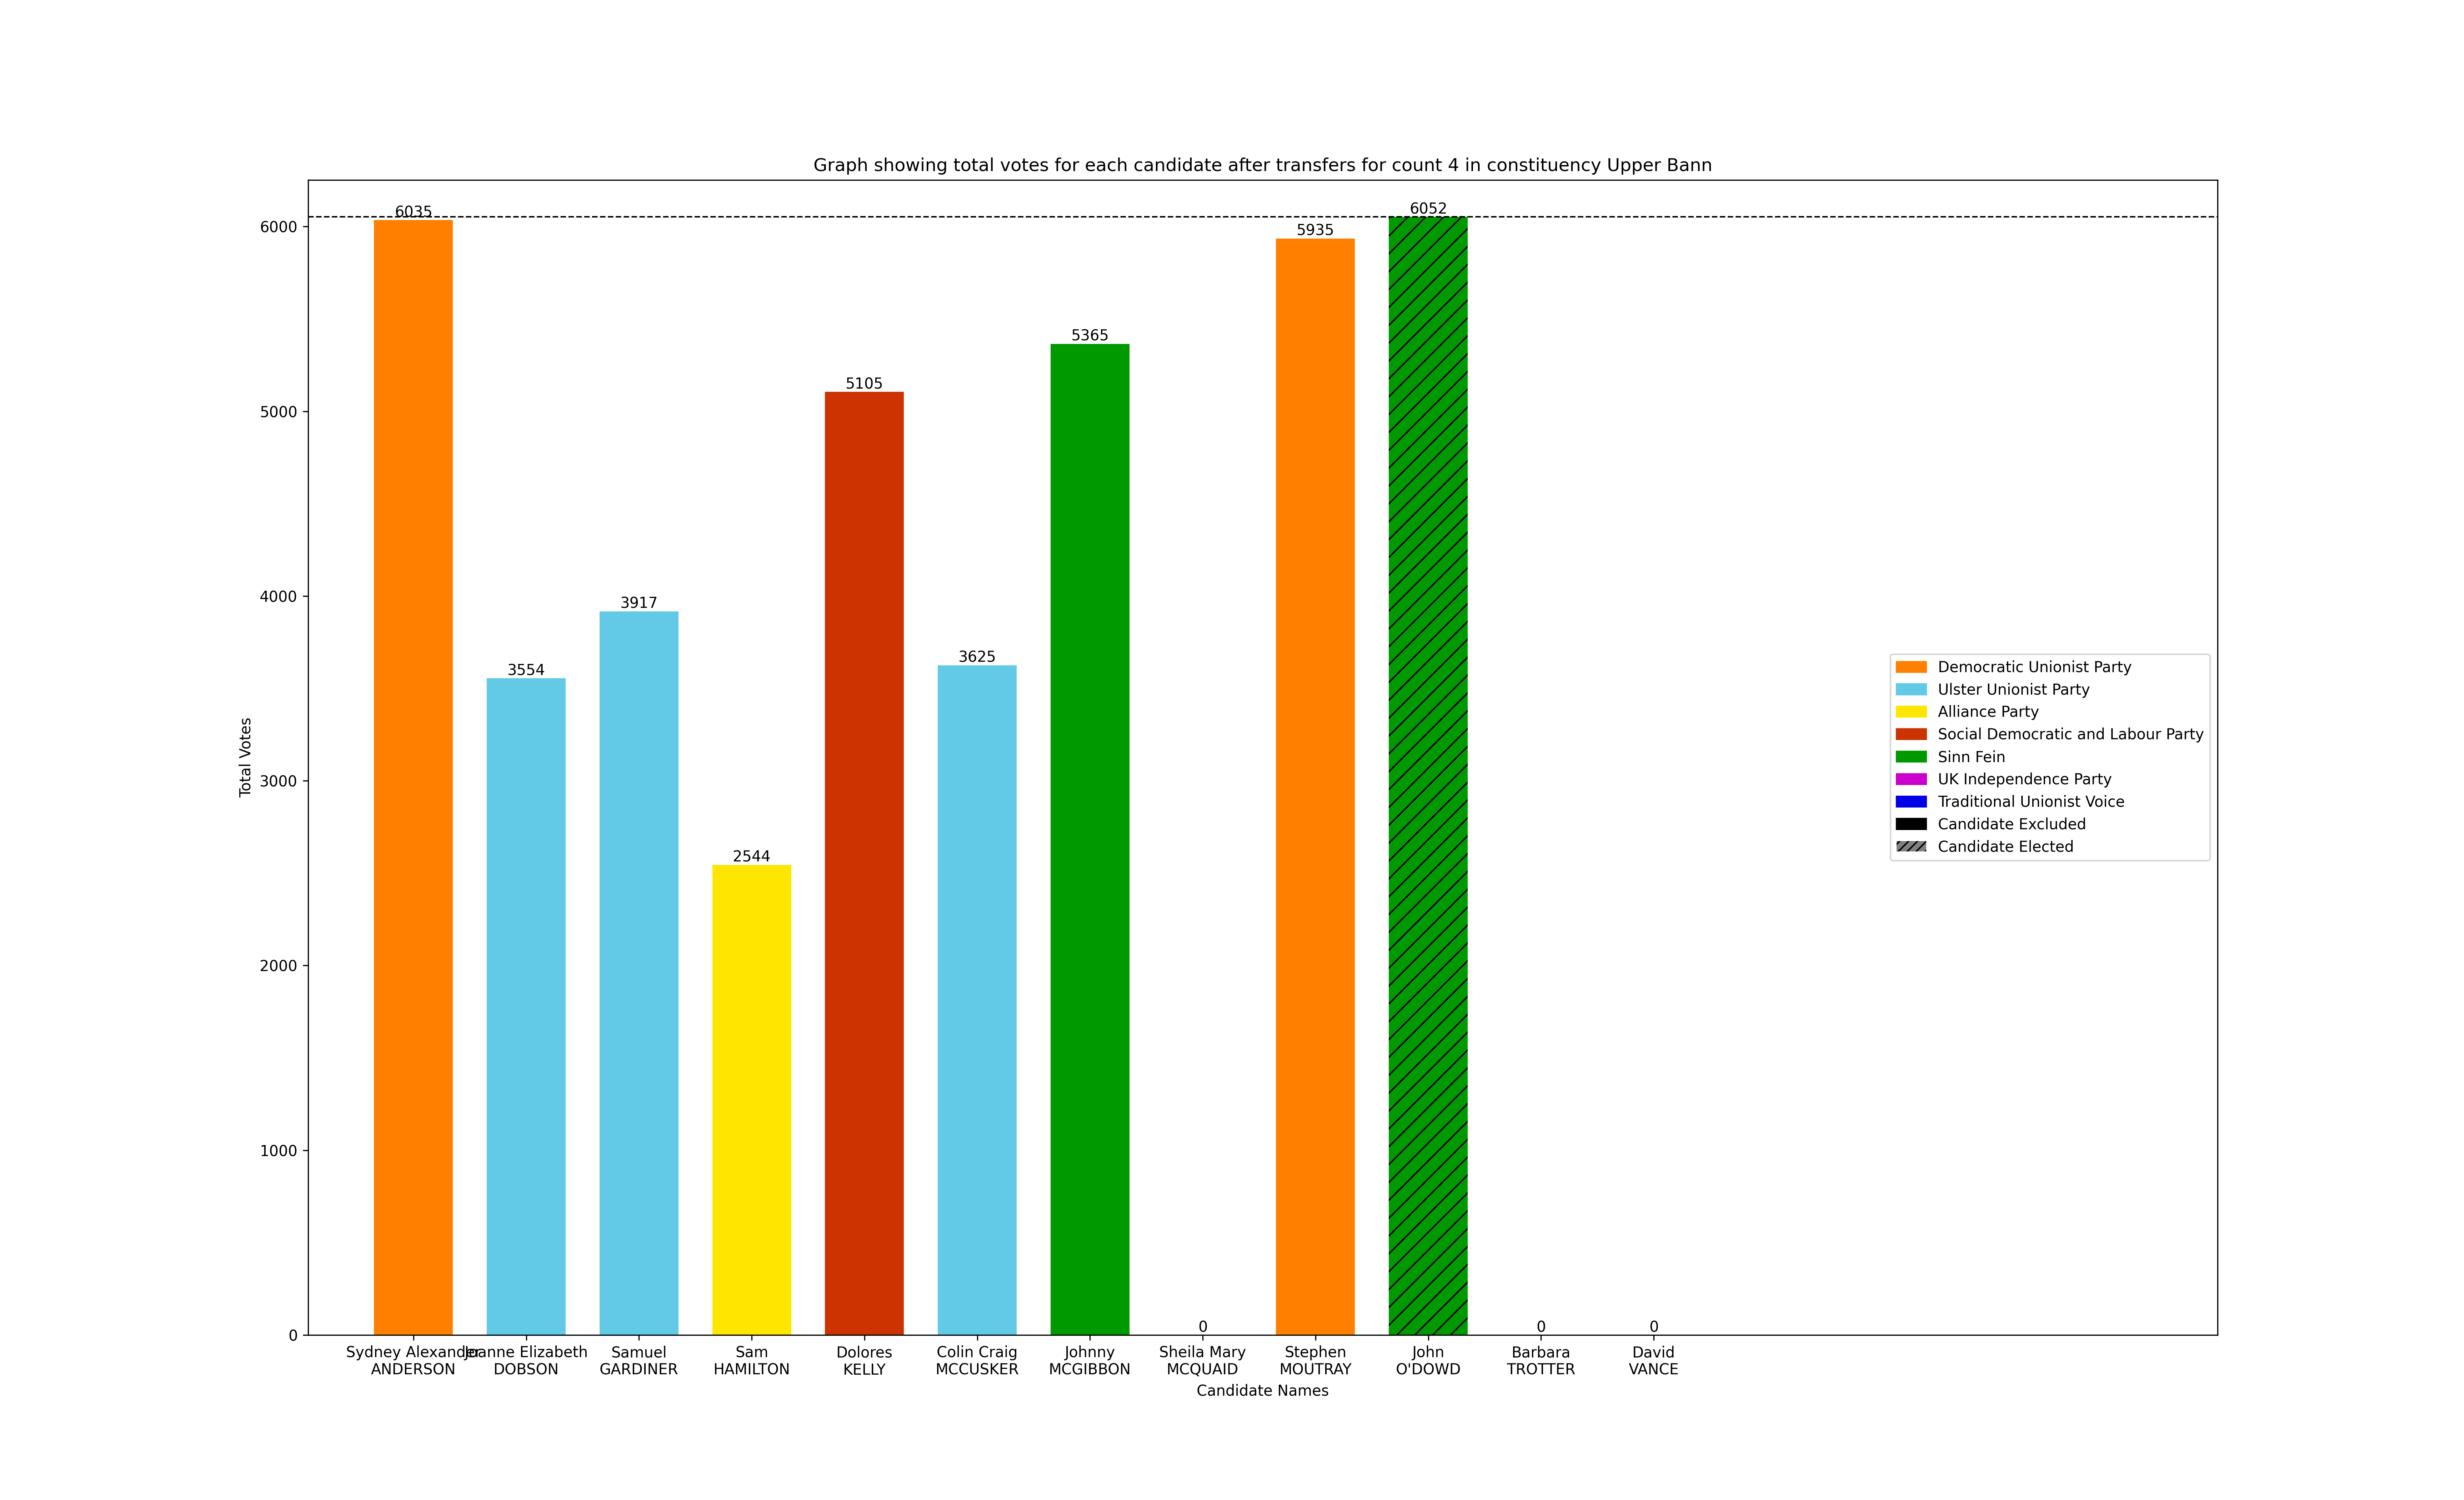 Graph showing total votes for each candidate after transfers for count 4 in constituency Upper Bann
Total Votes
6000
5000
4000
3000
2000
1000
0
6035
3554
3917
2544
5105
3625
5365
0
5935
6052
0
0
Democratic Unionist Party
Ulster Unionist Party
Alliance Party
Social Democratic and Labour Party
Sinn Fein
UK Independence Party
Traditional Unionist Voice
Candidate Excluded
Candidate Elected
Sydney Alexander
ANDERSON
Joanne Elizabeth
DOBSON
Samuel
GARDINER
Sam
HAMILTON
Dolores
KELLY
Colin Craig
MCCUSKER
Johnny
MCGIBBON
Sheila Mary
MCQUAID
Stephen
MOUTRAY
John
O'DOWD
Barbara
TROTTER
David
VANCE
Candidate Names